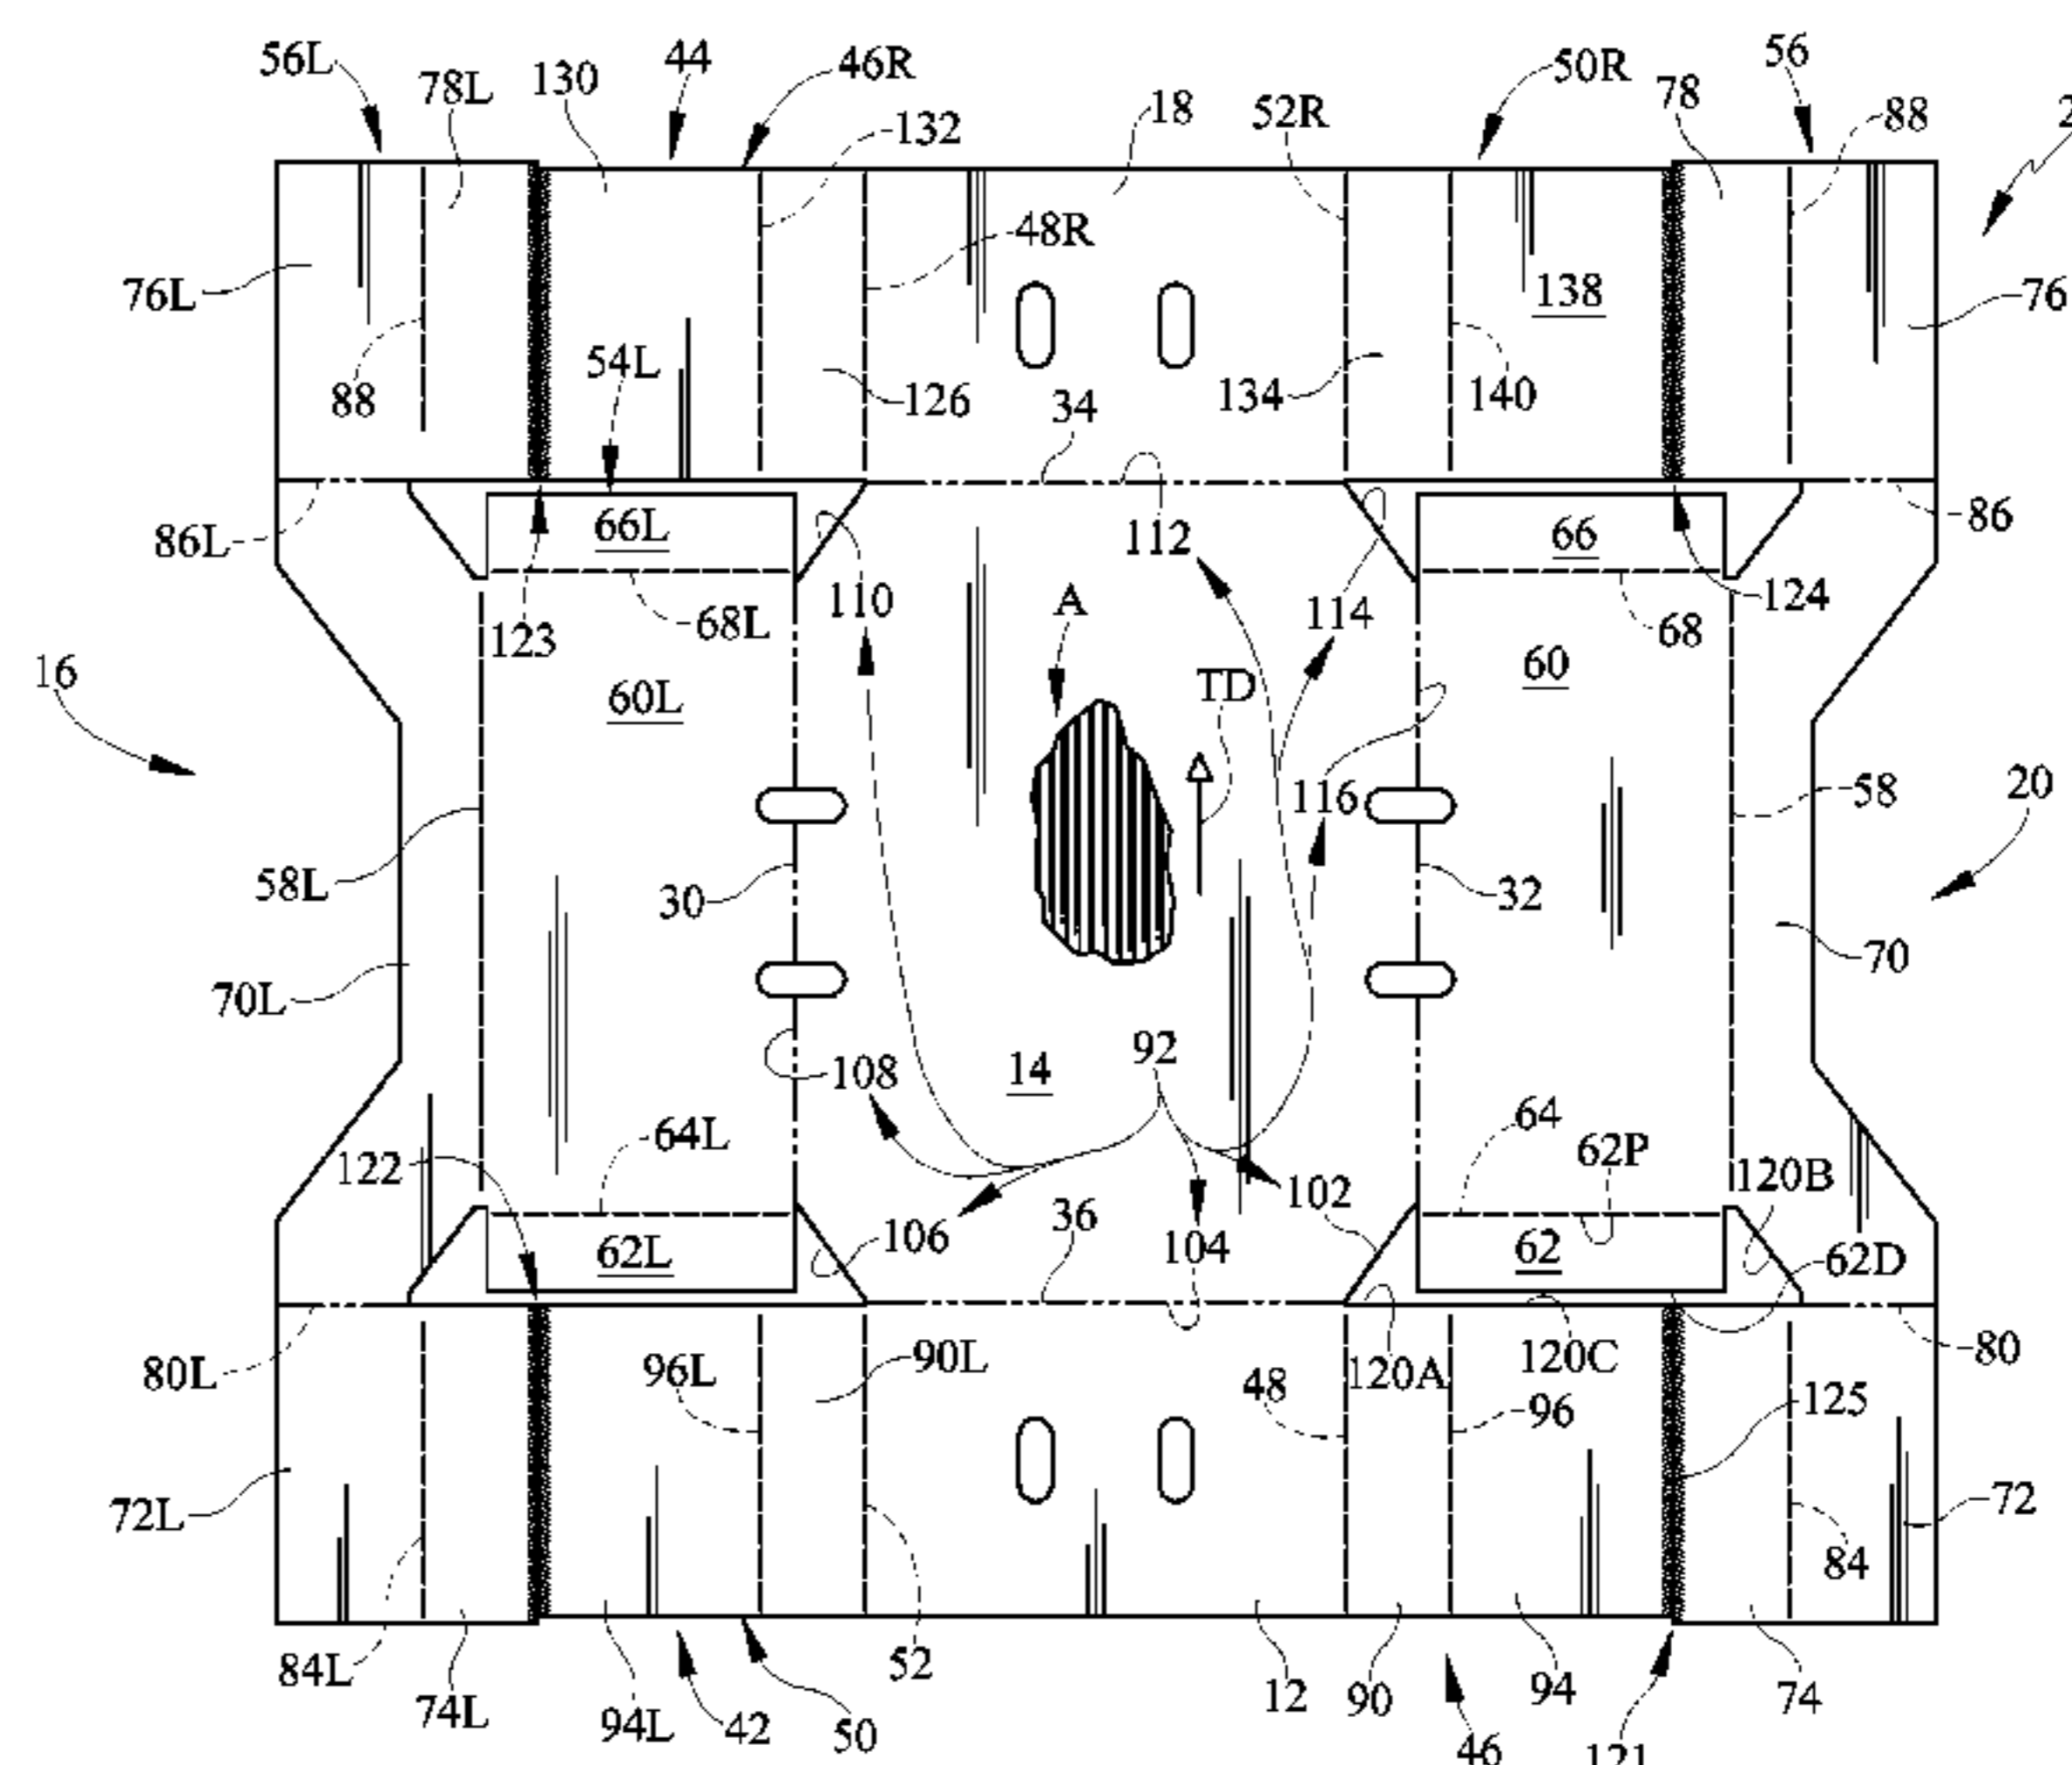 56L 44 46R 50R 56
78L 130 18 52R 78 88 2
132
48R
76L 138 76
54L
88 126 34 134 140
86L 66L 112 66 86
110 A 114 124
123 68L 68
16 60L TD 60
116 20
58L 30 32 58
70L 70
108 14 92
64L 64 62P
122 102 120B
106 36 104
62L 62 62D
80L 96L 90L 48 120A 120C 80
96 125
72L 72
84
84L 52
74L 94L 42 50 12 90 94 74
46 121